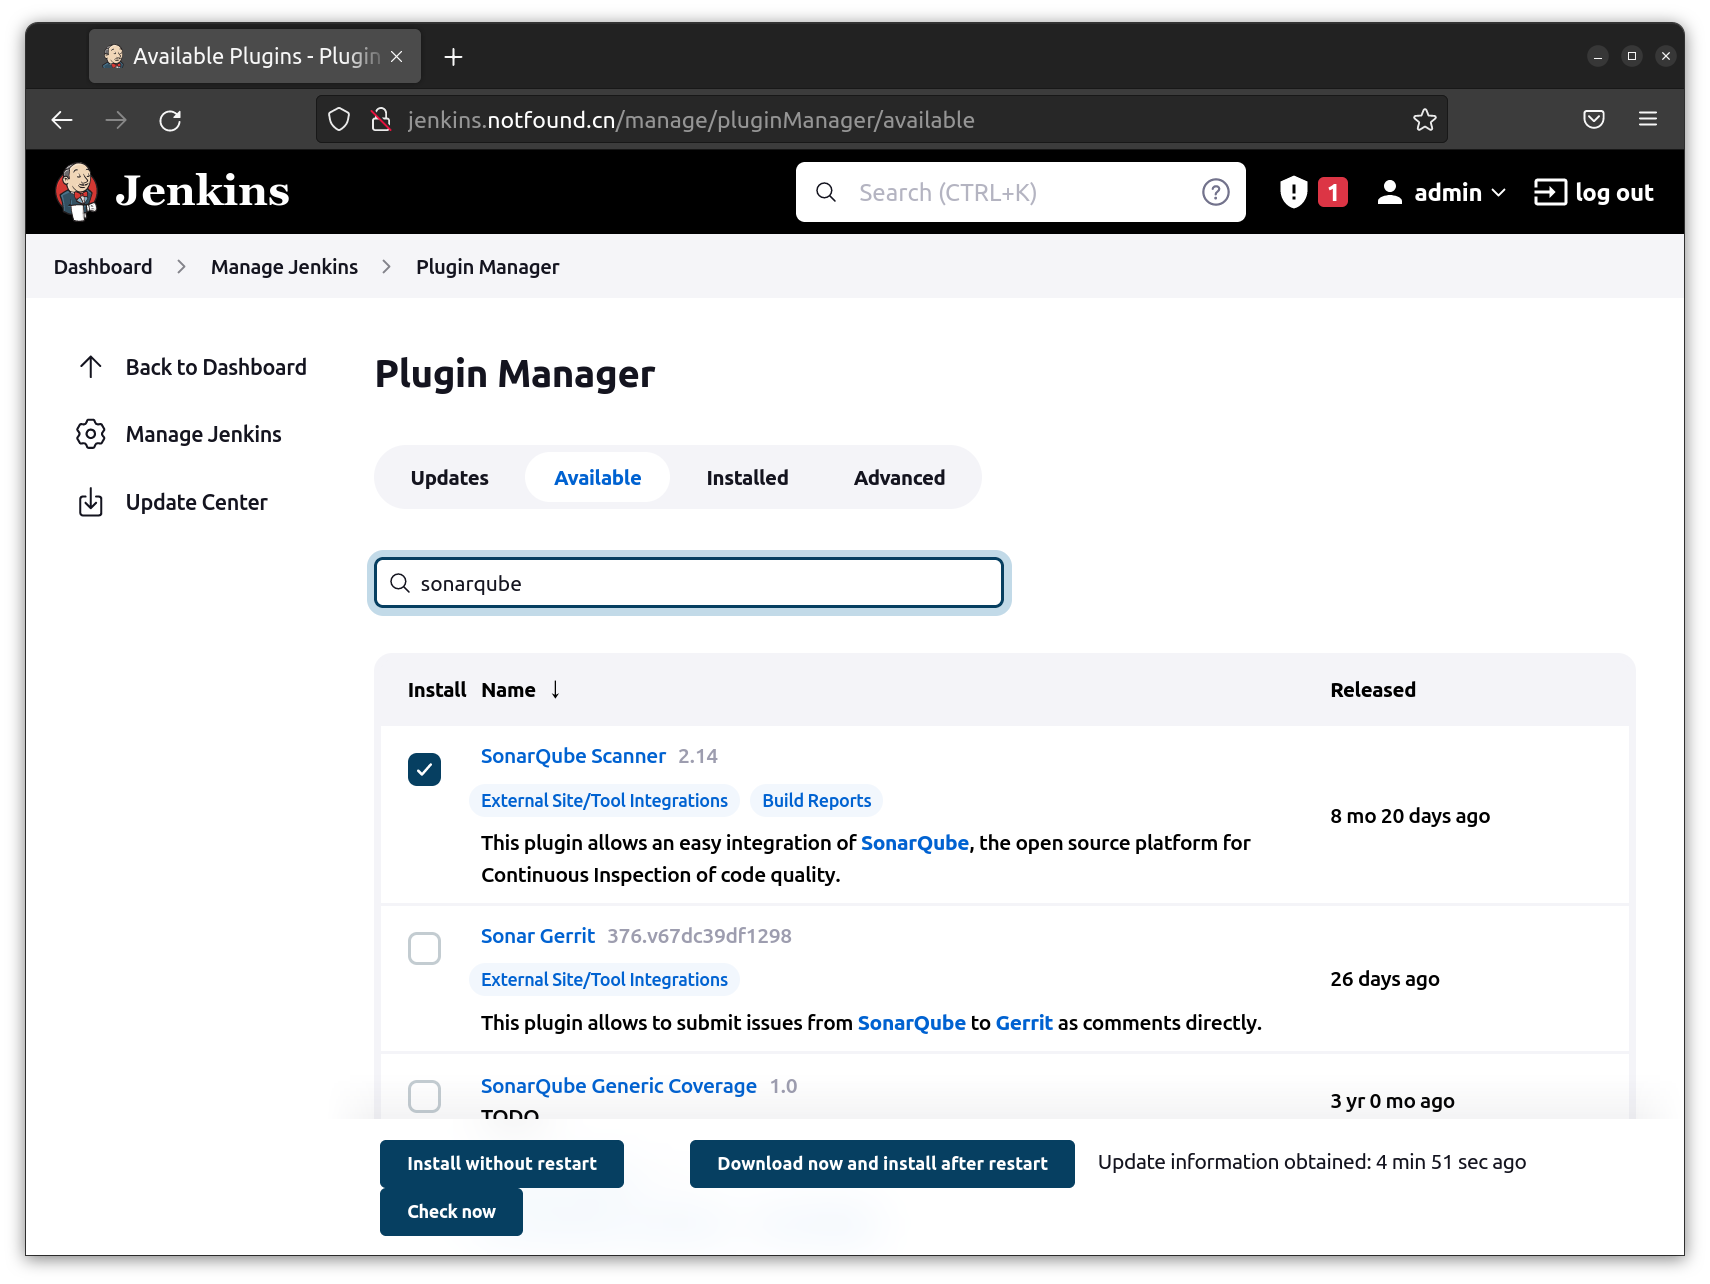 Available Plugins - Plugin
jenkins.notfound.cn/manage/pluginManager/available
Jenkins
Search (CTRL+K)
1
admin
log out
Dashboard
Manage Jenkins
Plugin Manager
Back to Dashboard
Manage Jenkins
Update Center
Plugin Manager
Updates
Available
Installed
Advanced
sonarqube
Install Name ↓ Released
SonarQube Scanner 2.14
External Site/Tool Integrations Build Reports
This plugin allows an easy integration of SonarQube, the open source platform for
Continuous Inspection of code quality.
8 mo 20 days ago
Sonar Gerrit 376.v67dc39df1298
External Site/Tool Integrations
This plugin allows to submit issues from SonarQube to Gerrit as comments directly.
26 days ago
SonarQube Generic Coverage 1.0
TODO
3 yr 0 mo ago
Install without restart
Download now and install after restart
Update information obtained: 4 min 51 sec ago
Check now